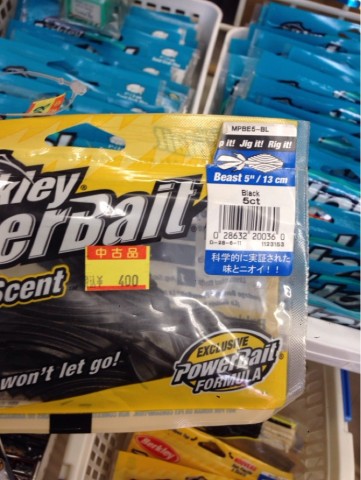 MPBE5-BL
p it! Jig it! Rig it!
Beast 5" / 13 cm
Black
5ct
0 28632 20036 0
科学的に実証された
味とニオイ!!
kley
erBait
中古品
400
Scent
won't let go!
EXCLUSIVE
PowerBait
FORMULA
Berkley